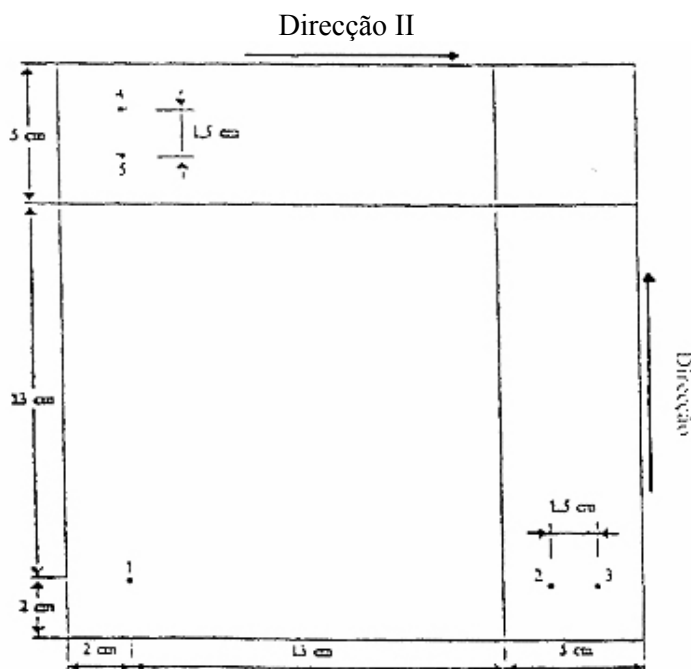 Direcção II
4
5 cm
1.5 cm
5
13 cm
Direcção
1.5 cm
1
2
3
2 cm
2 cm
13 cm
5 cm